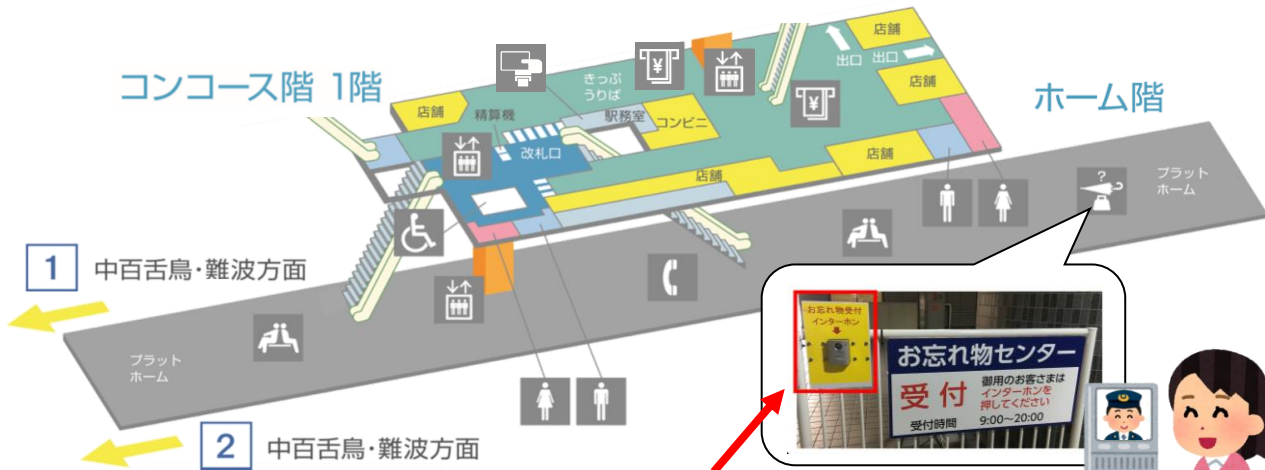 コンコース階 1階
ホーム階
店舗
出口
出口
店舗
店舗
精算機
きっぷ
うりば
¥
駅務室
コンビニ
¥
改札口
店舗
店舗
?
プラット
ホーム
1
中百舌鳥・難波方面
プラット
ホーム
2
中百舌鳥・難波方面
お忘れ物受付
インターホン
お忘れ物センター
受付
御用のお客さまは
インターホンを
押してください
受付時間 9:00~20:00